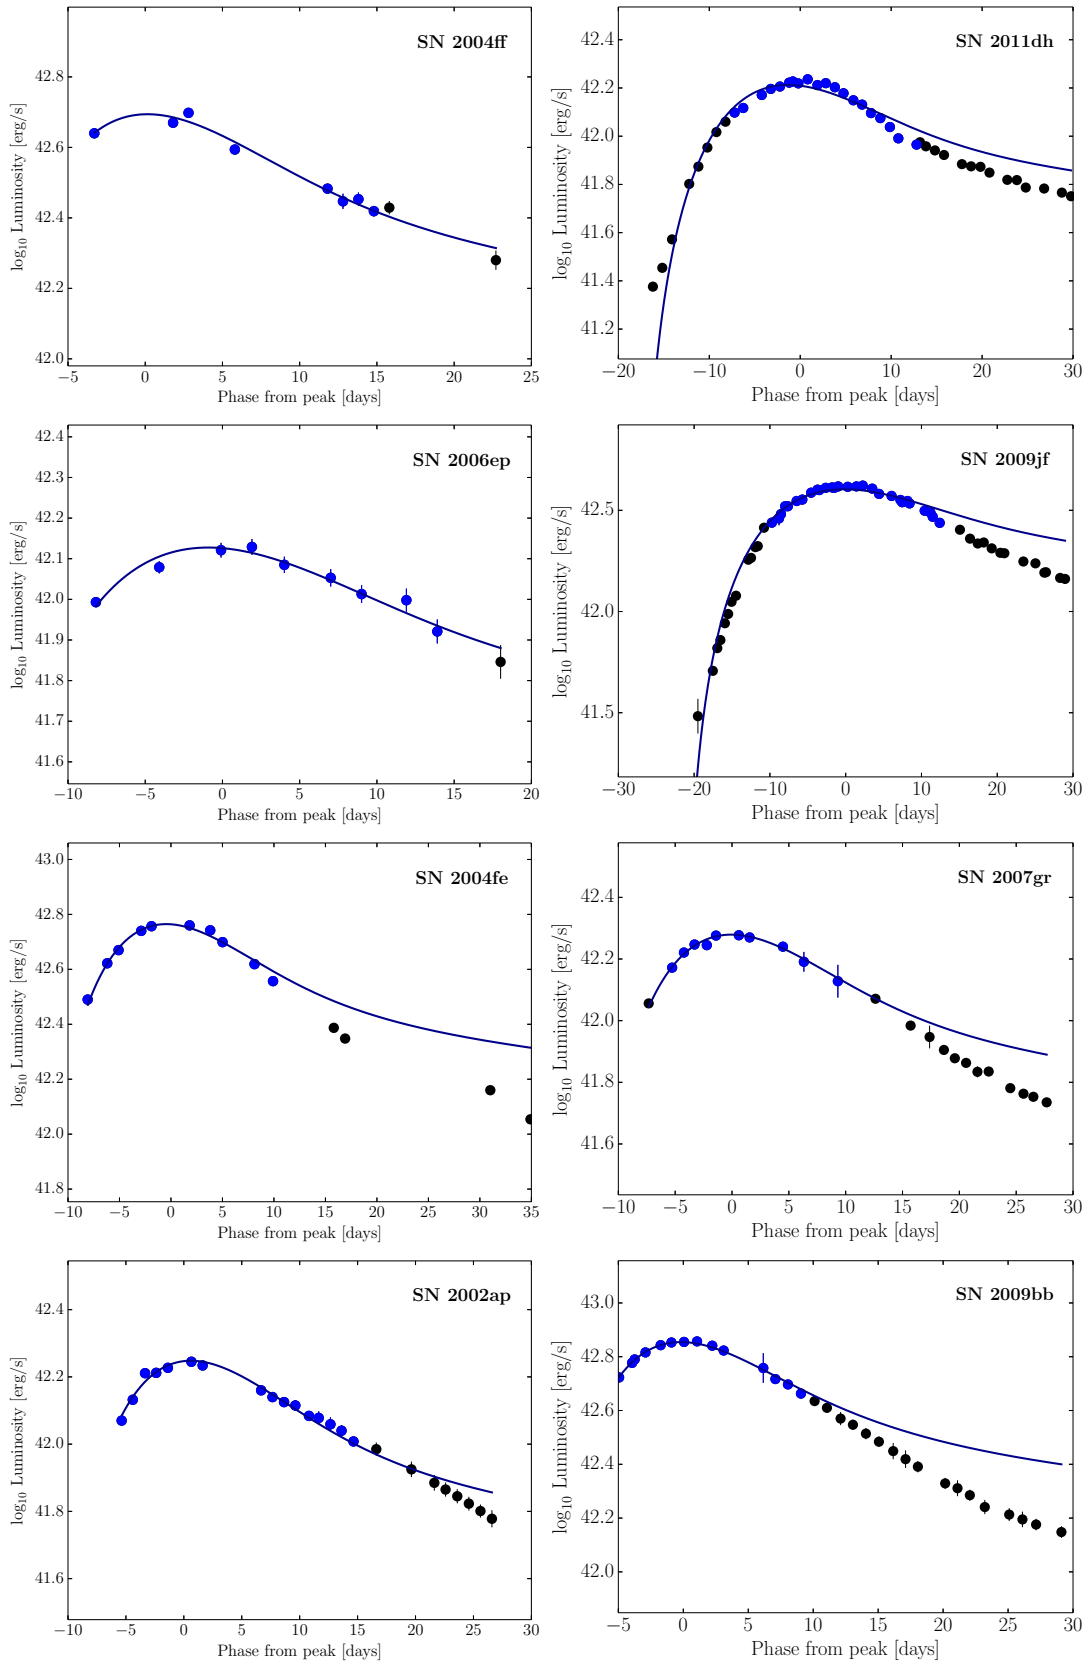 SN 2004ff
42.8
42.6
42.4
42.2
42.0
log10 Luminosity [erg/s]
−5 0 5 10 15 20 25
Phase from peak [days]
SN 2011dh
42.4
42.2
42.0
41.8
41.6
41.4
41.2
log10 Luminosity [erg/s]
−20 −10 0 10 20 30
Phase from peak [days]
SN 2006ep
42.4
42.3
42.2
42.1
42.0
41.9
41.8
41.7
41.6
log10 Luminosity [erg/s]
−10 −5 0 5 10 15 20
Phase from peak [days]
SN 2009jf
42.5
42.0
41.5
log10 Luminosity [erg/s]
−30 −20 −10 0 10 20 30
Phase from peak [days]
SN 2004fe
43.0
42.8
42.6
42.4
42.2
42.0
41.8
log10 Luminosity [erg/s]
−10 −5 0 5 10 15 20 25 30 35
Phase from peak [days]
SN 2007gr
42.4
42.2
42.0
41.8
41.6
log10 Luminosity [erg/s]
−10 −5 0 5 10 15 20 25 30
Phase from peak [days]
SN 2002ap
42.4
42.2
42.0
41.8
41.6
log10 Luminosity [erg/s]
−10 −5 0 5 10 15 20 25 30
Phase from peak [days]
SN 2009bb
43.0
42.8
42.6
42.4
42.2
42.0
log10 Luminosity [erg/s]
−5 0 5 10 15 20 25 30
Phase from peak [days]